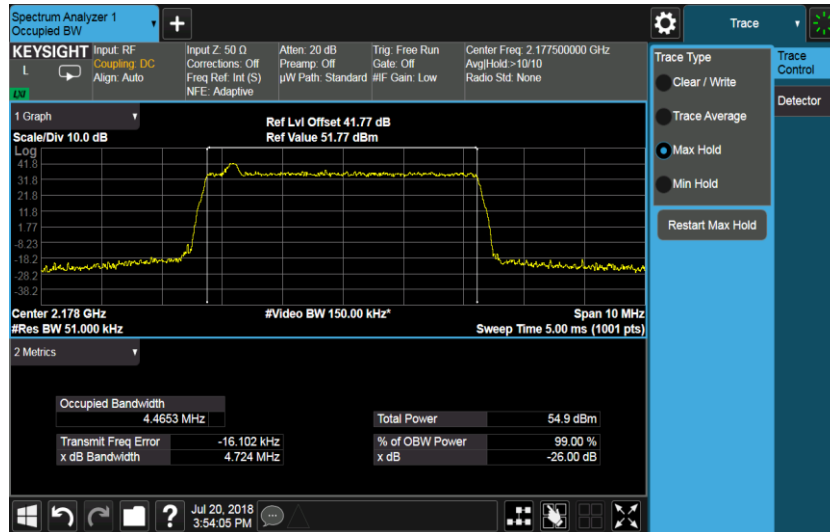 Spectrum Analyzer 1
Occupied BW
+
Trace
KEYSIGHT
L
LXI
Input: RF
Coupling: DC
Align: Auto
Input Z: 50 Ω
Corrections: Off
Freq Ref: Int (S)
NFE: Adaptive
Atten: 20 dB
Preamp: Off
µW Path: Standard
Trig: Free Run
Gate: Off
#IF Gain: Low
Center Freq: 2.177500000 GHz
Avg|Hold:>10/10
Radio Std: None
Trace Type
Clear / Write
Trace Average
Max Hold
Min Hold
Restart Max Hold
Trace
Control
Detector
1 Graph
Scale/Div 10.0 dB
Ref Lvl Offset 41.77 dB
Ref Value 51.77 dBm
Log
41.8
31.8
21.8
11.8
1.77
-8.23
-18.2
-28.2
-38.2
Center 2.178 GHz
#Res BW 51.000 kHz
#Video BW 150.00 kHz*
Span 10 MHz
Sweep Time 5.00 ms (1001 pts)
2 Metrics
Occupied Bandwidth
4.4653 MHz
Transmit Freq Error -16.102 kHz
x dB Bandwidth 4.724 MHz
Total Power 54.9 dBm
% of OBW Power 99.00 %
x dB -26.00 dB
?
Jul 20, 2018
3:54:05 PM